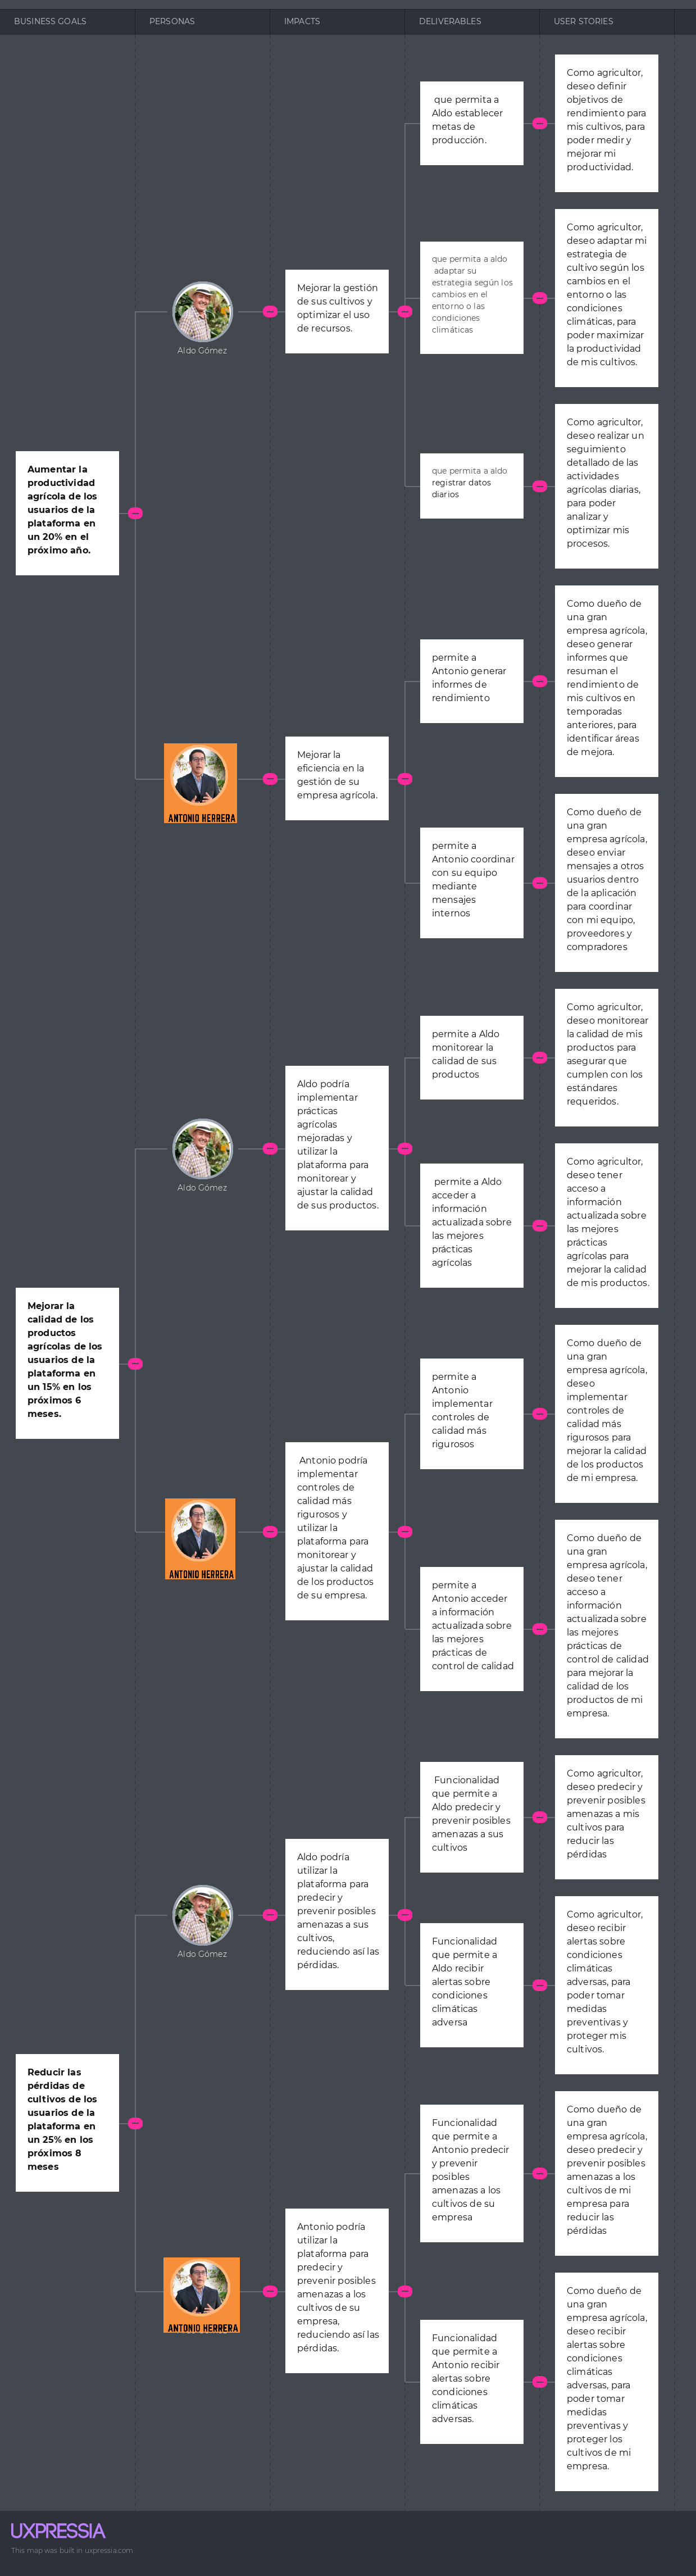 BUSINESS GOALS
PERSONAS
IMPACTS
DELIVERABLES
USER STORIES
Aumentar la
productividad
agrícola de los
usuarios de la
plataforma en
un 20% en el
próximo año.
Aldo Gómez
Mejorar la gestión
de sus cultivos y
optimizar el uso
de recursos.
que permita a
Aldo establecer
metas de
producción.
Como agricultor,
deseo definir
objetivos de
rendimiento para
mis cultivos, para
poder medir y
mejorar mi
productividad.
que permita a aldo
adaptar su
estrategia según los
cambios en el
entorno o las
condiciones
climáticas
Como agricultor,
deseo adaptar mi
estrategia de
cultivo según los
cambios en el
entorno o las
condiciones
climáticas, para
poder maximizar
la productividad
de mis cultivos.
que permita a aldo
registrar datos
diarios
Como agricultor,
deseo realizar un
seguimiento
detallado de las
actividades
agrícolas diarias,
para poder
analizar y
optimizar mis
procesos.
ANTONIO HERRERA
Mejorar la
eficiencia en la
gestión de su
empresa agrícola.
permite a
Antonio generar
informes de
rendimiento
Como dueño de
una gran
empresa agrícola,
deseo generar
informes que
resuman el
rendimiento de
mis cultivos en
temporadas
anteriores, para
identificar áreas
de mejora.
permite a
Antonio coordinar
con su equipo
mediante
mensajes
internos
Como dueño de
una gran
empresa agrícola,
deseo enviar
mensajes a otros
usuarios dentro
de la aplicación
para coordinar
con mi equipo,
proveedores y
compradores
Mejorar la
calidad de los
productos
agrícolas de los
usuarios de la
plataforma en
un 15% en los
próximos 6
meses.
Aldo Gómez
Aldo podría
implementar
prácticas
agrícolas
mejoradas y
utilizar la
plataforma para
monitorear y
ajustar la calidad
de sus productos.
permite a Aldo
monitorear la
calidad de sus
productos
Como agricultor,
deseo monitorear
la calidad de mis
productos para
asegurar que
cumplen con los
estándares
requeridos.
permite a Aldo
acceder a
información
actualizada sobre
las mejores
prácticas
agrícolas
Como agricultor,
deseo tener
acceso a
información
actualizada sobre
las mejores
prácticas
agrícolas para
mejorar la calidad
de mis productos.
ANTONIO HERRERA
Antonio podría
implementar
controles de
calidad más
rigurosos y
utilizar la
plataforma para
monitorear y
ajustar la calidad
de los productos
de su empresa.
permite a
Antonio
implementar
controles de
calidad más
rigurosos
Como dueño de
una gran
empresa agrícola,
deseo
implementar
controles de
calidad más
rigurosos para
mejorar la calidad
de los productos
de mi empresa.
permite a
Antonio acceder
a información
actualizada sobre
las mejores
prácticas de
control de calidad
Como dueño de
una gran
empresa agrícola,
deseo tener
acceso a
información
actualizada sobre
las mejores
prácticas de
control de calidad
para mejorar la
calidad de los
productos de mi
empresa.
Reducir las
pérdidas de
cultivos de los
usuarios de la
plataforma en
un 25% en los
próximos 8
meses
Aldo Gómez
Aldo podría
utilizar la
plataforma para
predecir y
prevenir posibles
amenazas a sus
cultivos,
reduciendo así las
pérdidas.
Funcionalidad
que permite a
Aldo predecir y
prevenir posibles
amenazas a sus
cultivos
Como agricultor,
deseo predecir y
prevenir posibles
amenazas a mis
cultivos para
reducir las
pérdidas
Funcionalidad
que permite a
Aldo recibir
alertas sobre
condiciones
climáticas
adversa
Como agricultor,
deseo recibir
alertas sobre
condiciones
climáticas
adversas, para
poder tomar
medidas
preventivas y
proteger mis
cultivos.
ANTONIO HERRERA
Antonio podría
utilizar la
plataforma para
predecir y
prevenir posibles
amenazas a los
cultivos de su
empresa,
reduciendo así las
pérdidas.
Funcionalidad
que permite a
Antonio predecir
y prevenir
posibles
amenazas a los
cultivos de su
empresa
Como dueño de
una gran
empresa agrícola,
deseo predecir y
prevenir posibles
amenazas a los
cultivos de mi
empresa para
reducir las
pérdidas
Funcionalidad
que permite a
Antonio recibir
alertas sobre
condiciones
climáticas
adversas.
Como dueño de
una gran
empresa agrícola,
deseo recibir
alertas sobre
condiciones
climáticas
adversas, para
poder tomar
medidas
preventivas y
proteger los
cultivos de mi
empresa.
UXPRESSIA
This map was built in uxpressia.com